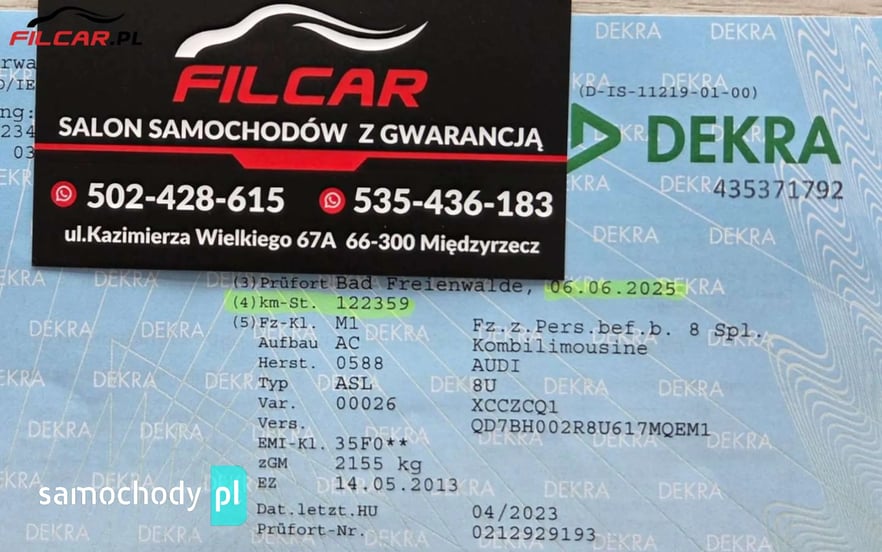 FILCAR.PL
FILCAR
SALON SAMOCHODÓW Z GWARANCJĄ
502-428-615 535-436-183
ul.Kazimierza Wielkiego 67A 66-300 Międzyrzecz
(D-IS-11219-01-00)
DEKRA
435371792
(3) Prüfort Bad Freienwalde, 06.06.2025
(4) km-St. 122359
(5) Fz-Kl. M1 Fz.z.Pers.bef.b. 8 Spl.
Aufbau AC Kombilimousine
Herst. 0588 AUDI
Typ ASL 8U
Var. 00026 XCCZCQ1
Vers. QD7BH002R8U617MQEM1
EMI-Kl. 35F0**
zGM 2155 kg
EZ 14.05.2013
Dat.letzt.HU 04/2023
Prüfort-Nr. 0212929193
samochody pl